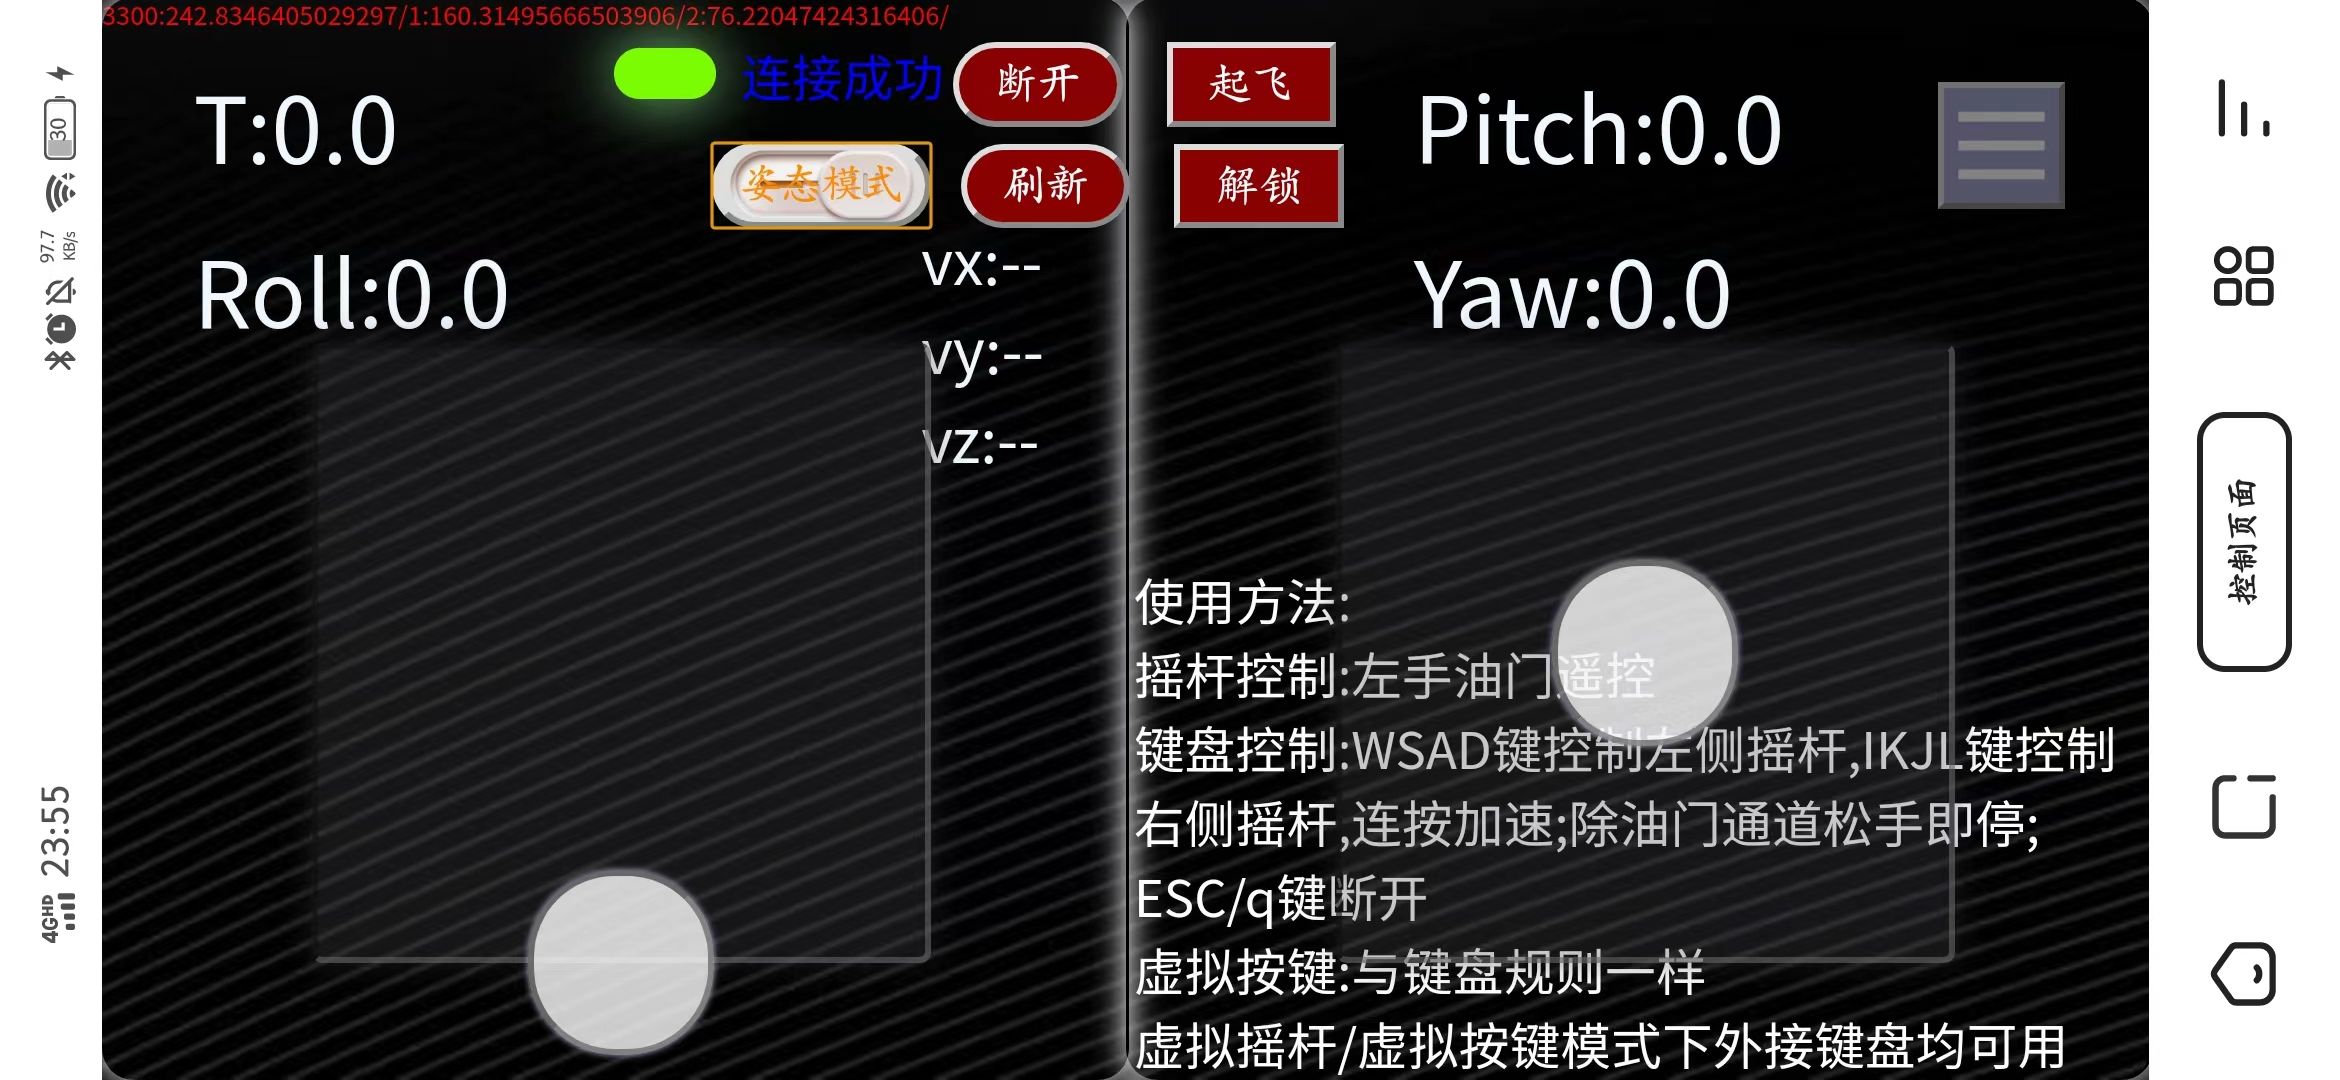 3300:242.8346405029297/1:160.31495666503906/2:76.22047424316406/
连接成功
断开
起飞
T:0.0
Pitch:0.0
姿态模式
刷新
解锁
Roll:0.0
Yaw:0.0
vx:--
vy:--
vz:--
使用方法:
摇杆控制:左手油门遥控
键盘控制:WSAD键控制左侧摇杆,IKJL键控制
右侧摇杆,连按加速;除油门通道松手即停;
ESC/q键断开
虚拟按键:与键盘规则一样
虚拟摇杆/虚拟按键模式下外接键盘均可用
控制页面
30
97.7
KB/s
23:55
4GHD